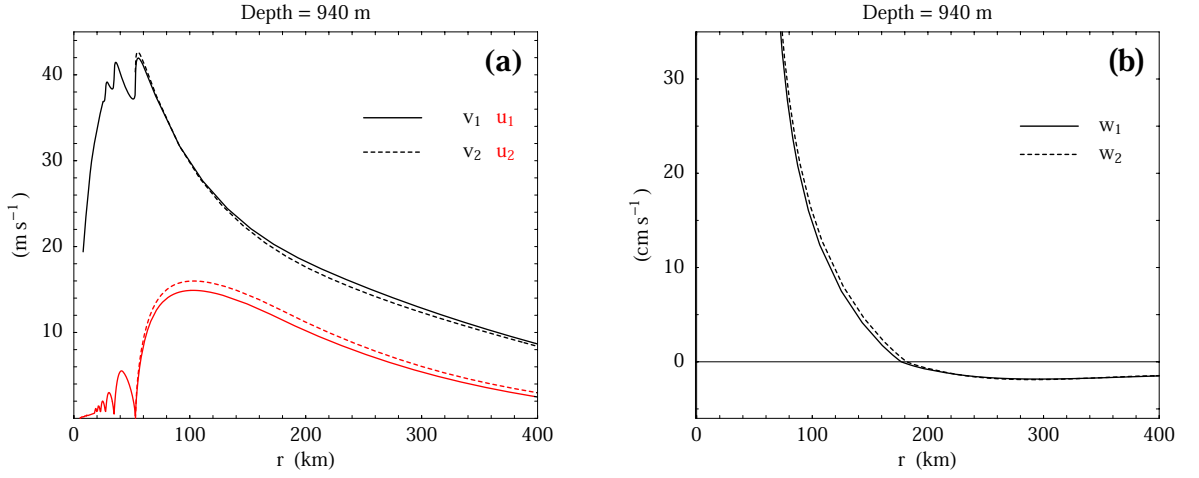 Depth = 940 m
(a)
v₁ u₁
v₂ u₂
(m s⁻¹)
40
30
20
10
0 100 200 300 400
r (km)
Depth = 940 m
(b)
w₁
w₂
(cm s⁻¹)
30
20
10
0
0 100 200 300 400
r (km)